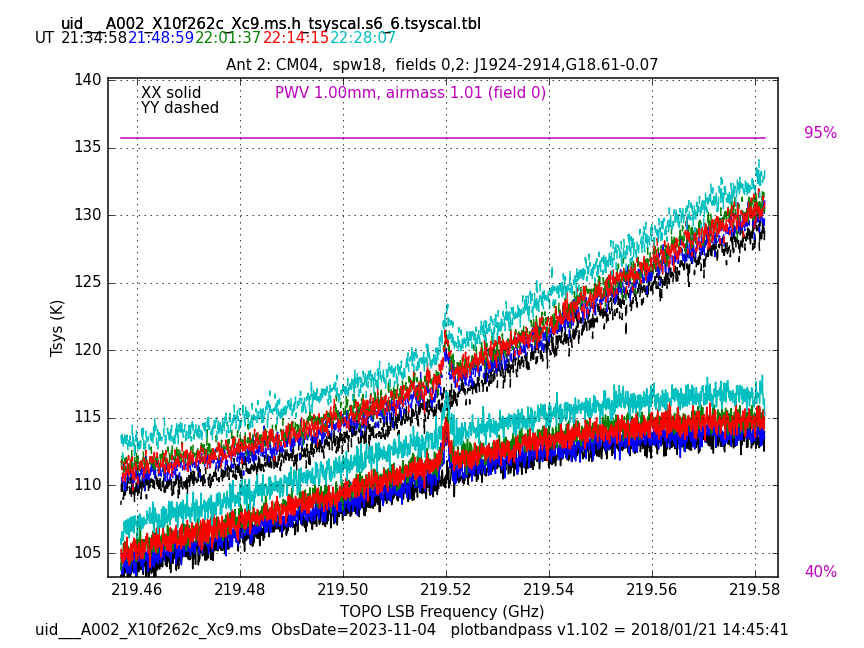 uid___A002_X10f262c_Xc9.ms.h_tsyscal.s6_6.tsyscal.tbl
UT 21:34:58 21:48:59 22:01:37 22:14:15 22:28:07
Ant 2: CM04, spw18, fields 0,2: J1924-2914,G18.61-0.07
XX solid
YY dashed
PWV 1.00mm, airmass 1.01 (field 0)
95%
40%
140
135
130
125
120
115
110
105
Tsys (K)
219.46 219.48 219.50 219.52 219.54 219.56 219.58
TOPO LSB Frequency (GHz)
uid___A002_X10f262c_Xc9.ms ObsDate=2023-11-04 plotbandpass v1.102 = 2018/01/21 14:45:41